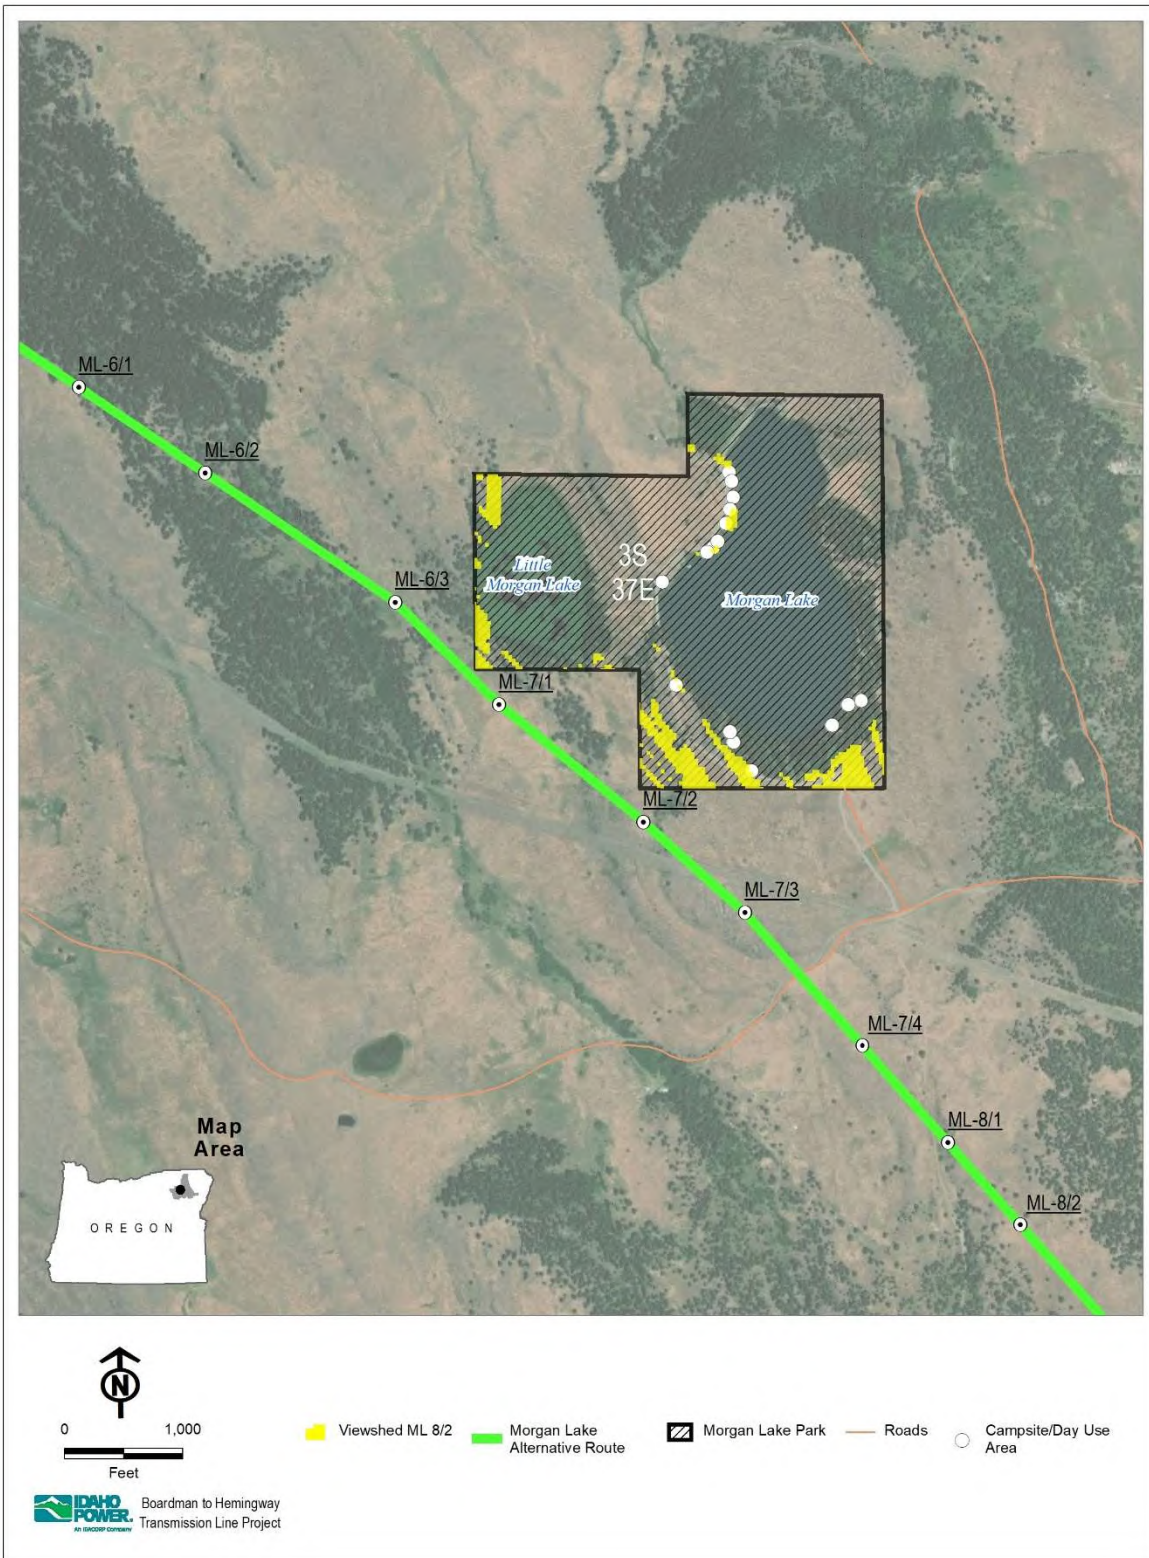 ML-6/1
ML-6/2
ML-6/3
3S
37E
Little
Morgan Lake
Morgan Lake
ML-7/1
ML-7/2
ML-7/3
ML-7/4
ML-8/1
ML-8/2
Map
Area
OREGON
N
0 1,000
Feet
Viewshed ML 8/2
Morgan Lake
Alternative Route
Morgan Lake Park
Roads
Campsite/Day Use
Area
IDAHO
POWER.
An IDACORP Company
Boardman to Hemingway
Transmission Line Project